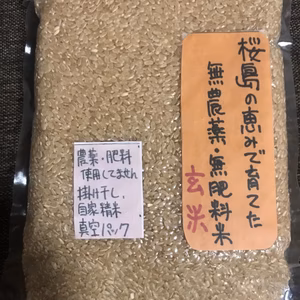 桜島の恵みで育てた
無農薬・無肥料米
玄米
農薬・肥料
使用してません
掛け干し、
自家精米
真空パック